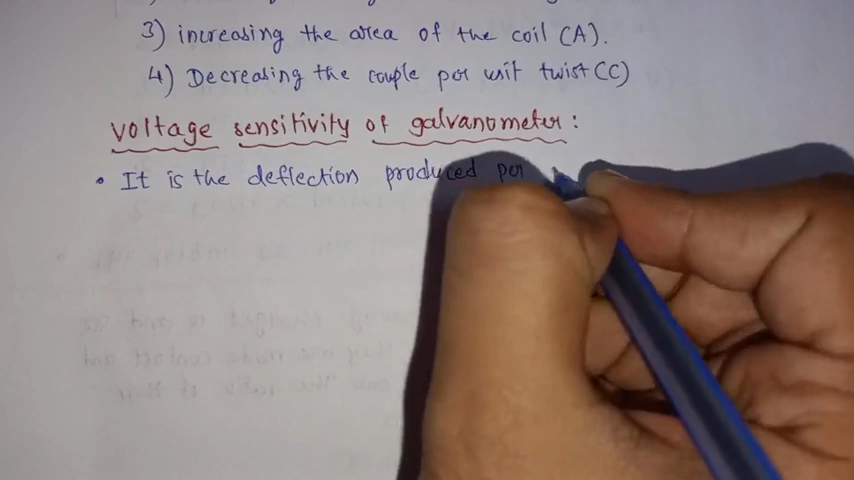 3) increasing the area of the coil (A).
4) Decreasing the couple per unit twist (C)
Voltage sensitivity of galvanometer:
• It is the deflection produced per